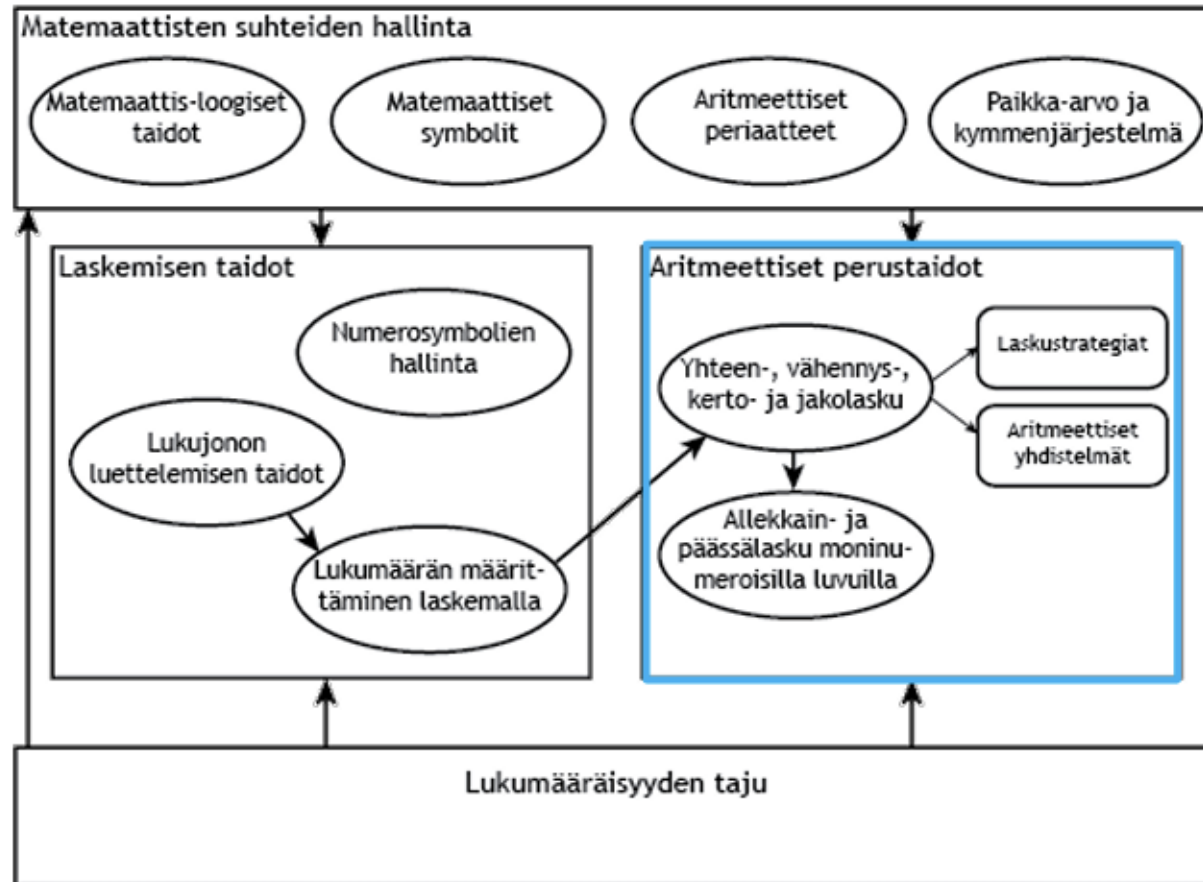 Matemaattisten suhteiden hallinta
Matemaattis-loogiset
taidot
Matemaattiset
symbolit
Aritmeettiset
periaatteet
Paikka-arvo ja
kymmenjärjestelmä
Laskemisen taidot
Numerosymbolien
hallinta
Lukujonon
luettelemisen taidot
Lukumäärän määrit-
täminen laskemalla
Aritmeettiset perustaidot
Yhteen-, vähennys-,
kerto- ja jakolasku
Laskustrategiat
Aritmeettiset
yhdistelmät
Allekkain- ja
päässälasku moninu-
meroisilla luvuilla
Lukumääräisyyden taju